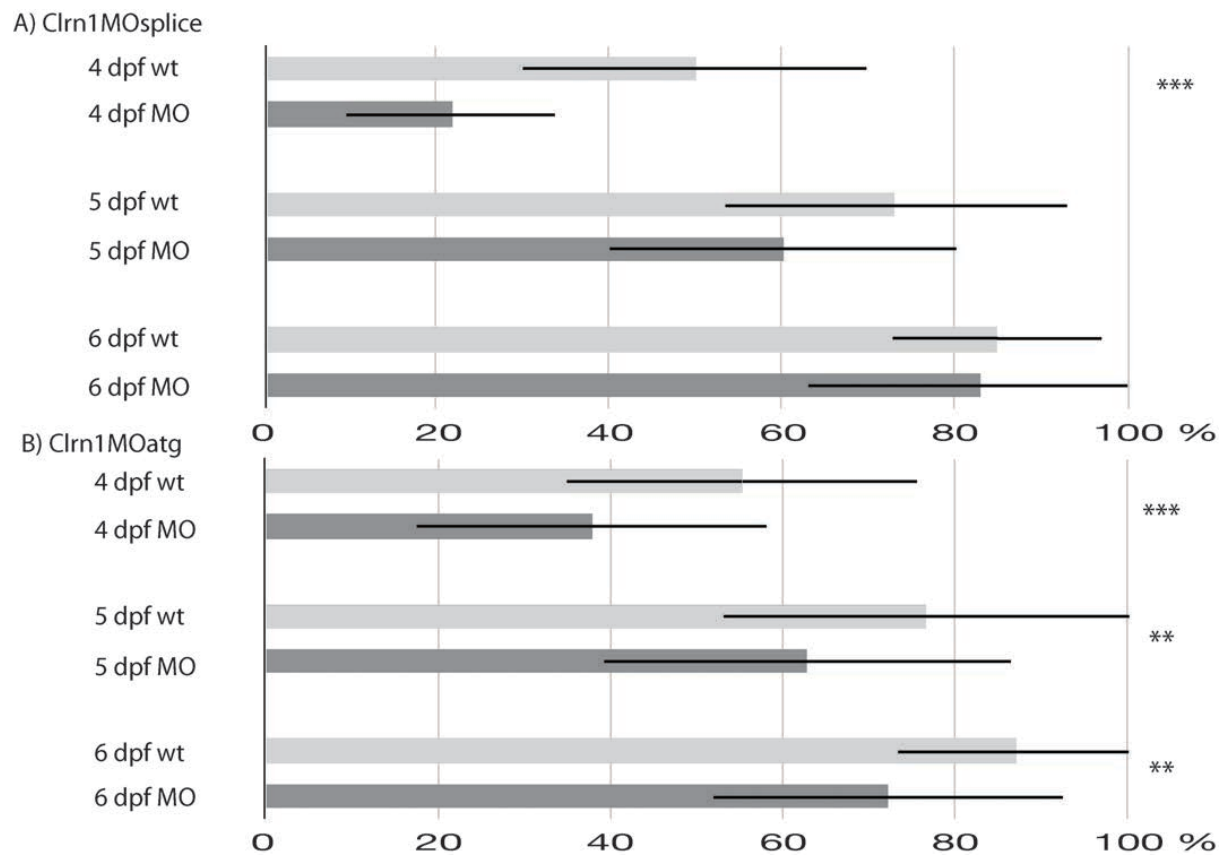 A) Clrn1MOsplice
4 dpf wt
***
4 dpf MO
5 dpf wt
5 dpf MO
6 dpf wt
6 dpf MO
0 20 40 60 80 100 %
B) Clrn1MOatg
4 dpf wt
***
4 dpf MO
5 dpf wt
**
5 dpf MO
6 dpf wt
**
6 dpf MO
0 20 40 60 80 100 %